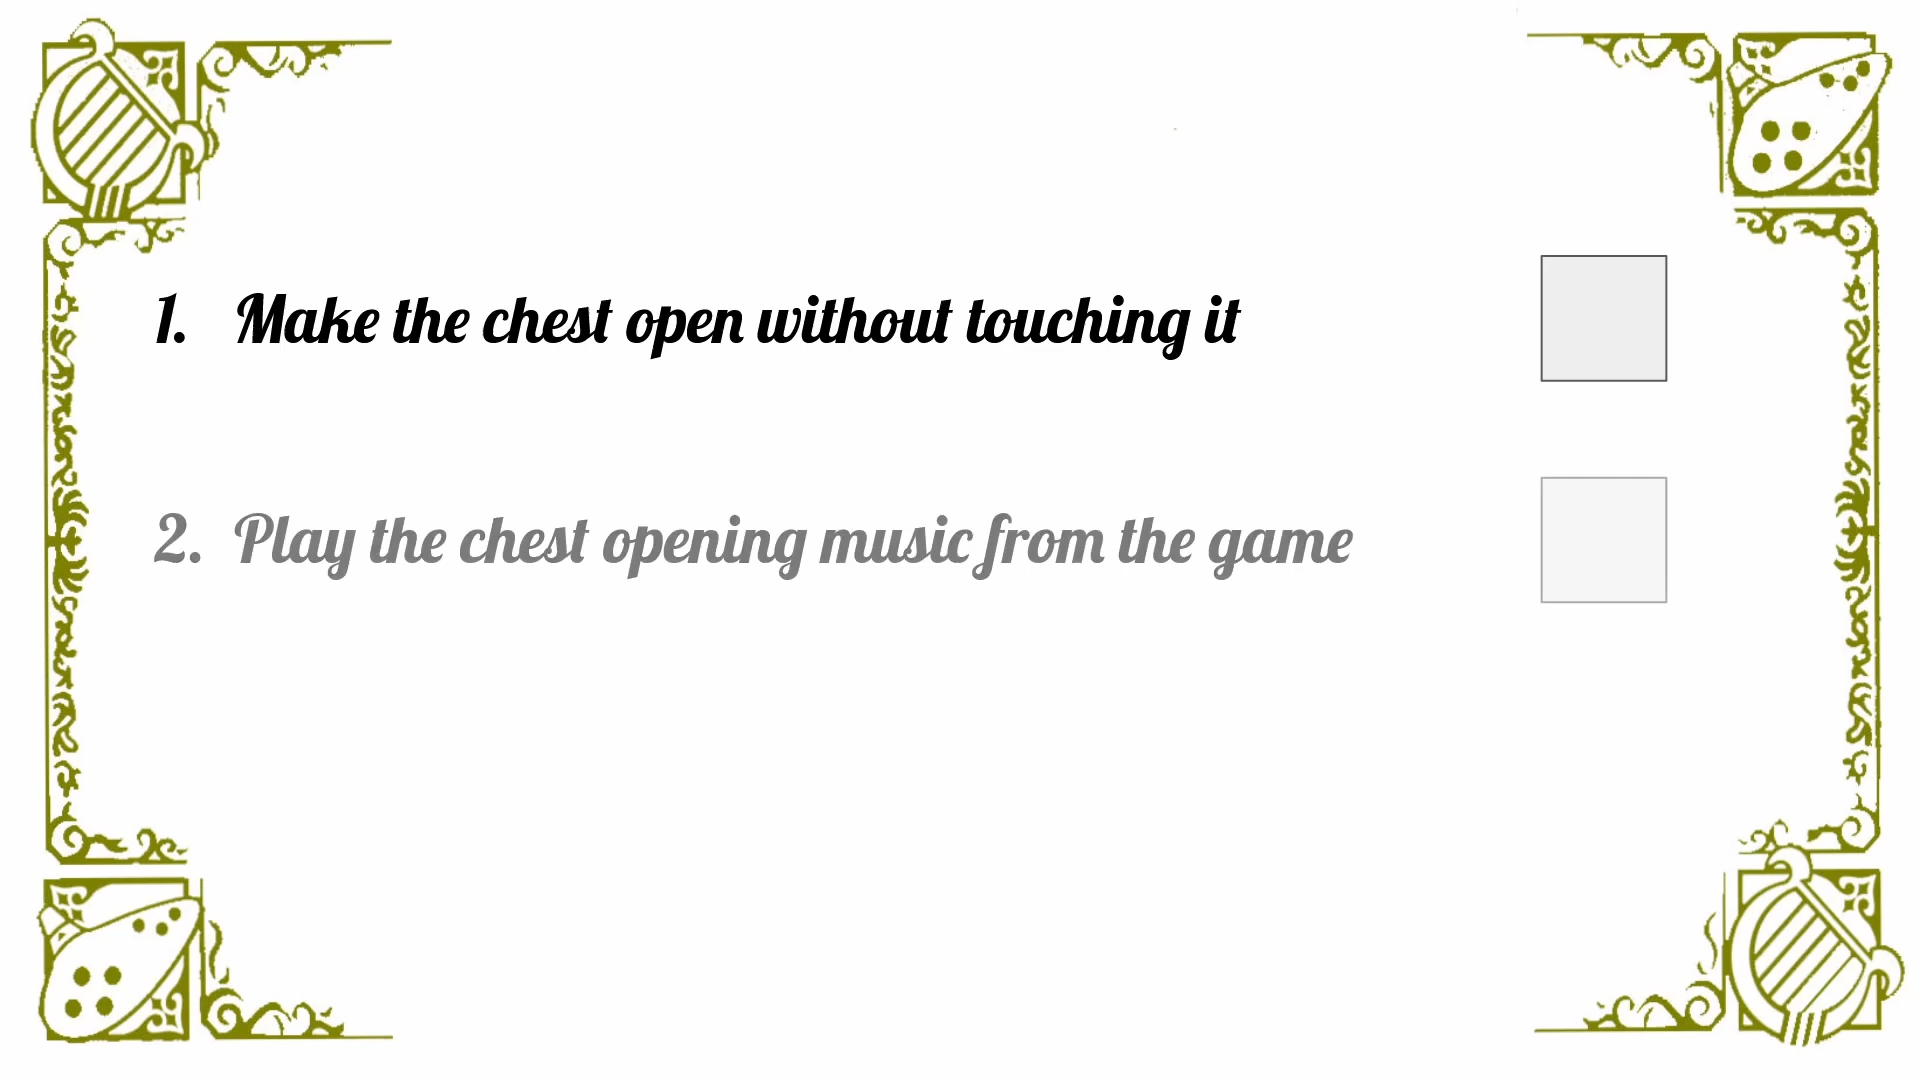 1. Make the chest open without touching it
2. Play the chest opening music from the game